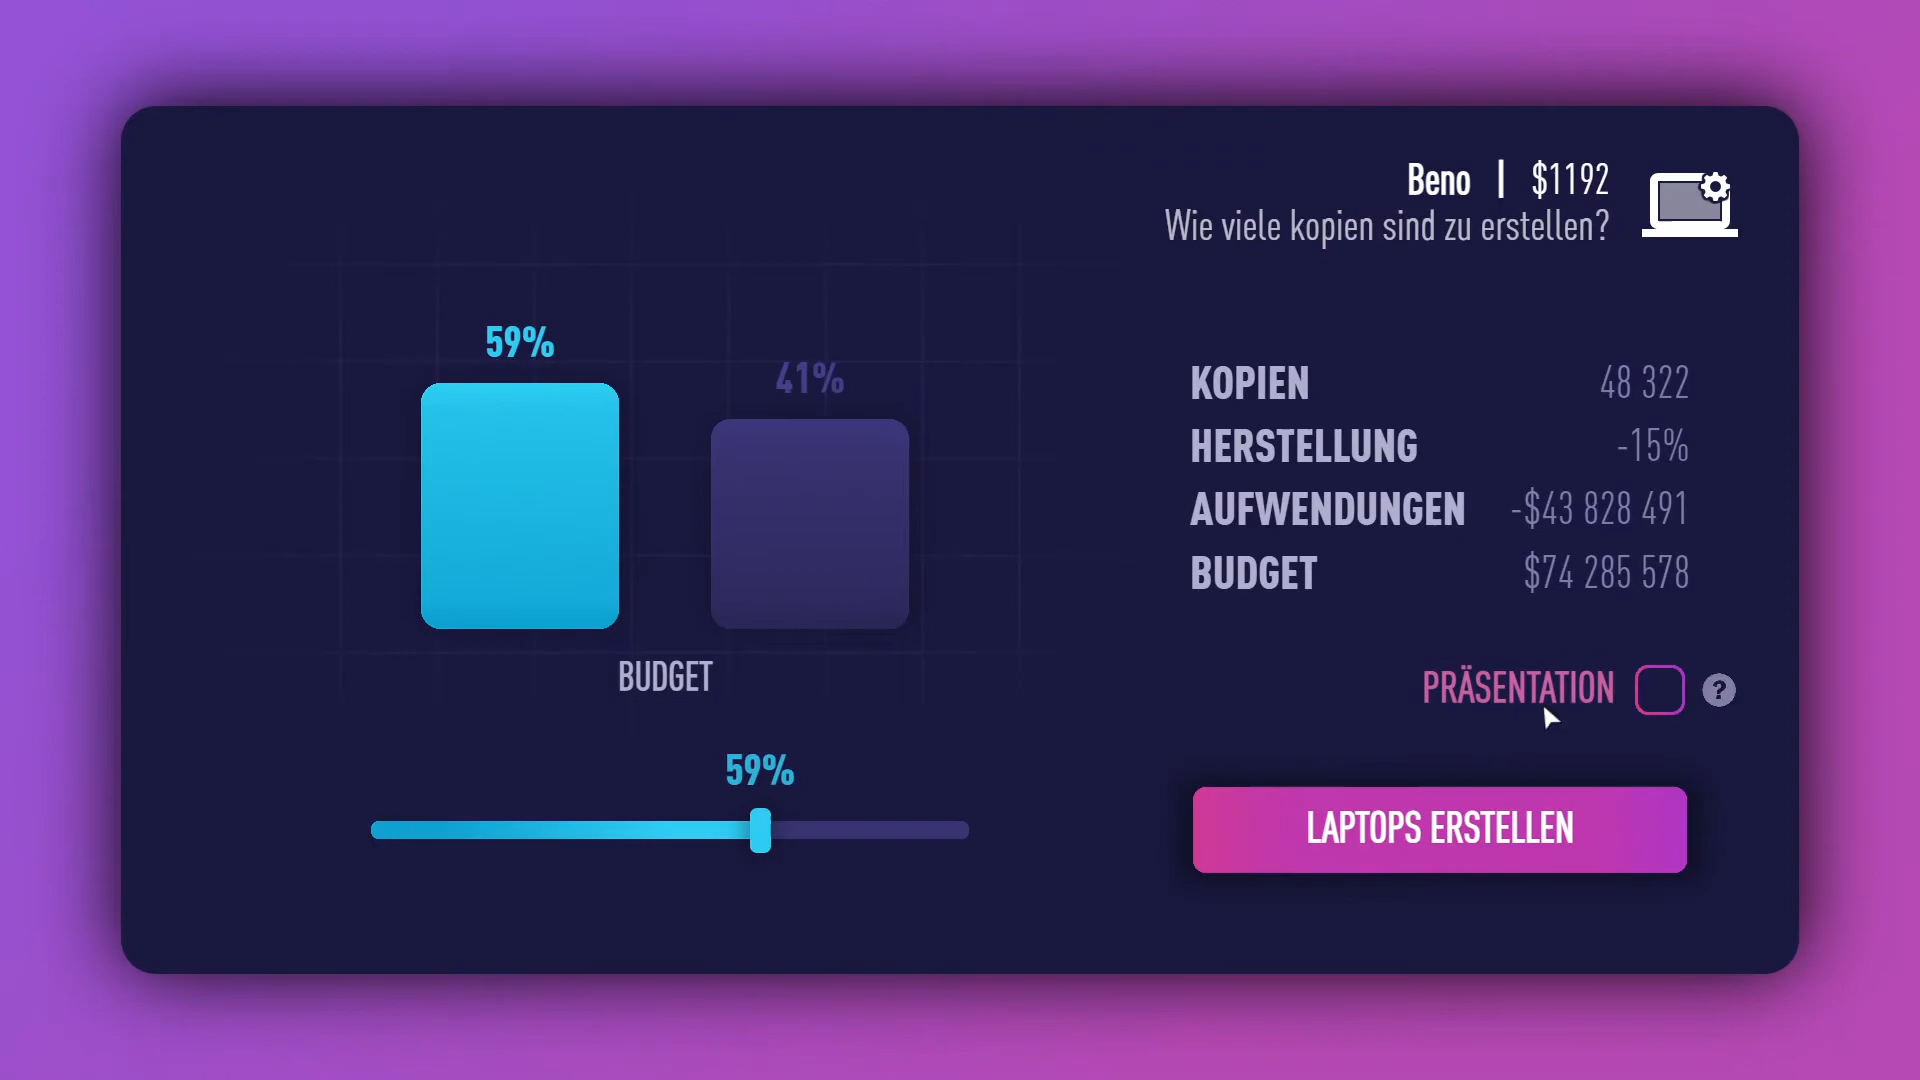 Beno | $1192
Wie viele kopien sind zu erstellen?
59%
41%
BUDGET
59%
KOPIEN 48 322
HERSTELLUNG -15%
AUFWENDUNGEN -$43 828 491
BUDGET $74 285 578
PRÄSENTATION ?
LAPTOPS ERSTELLEN